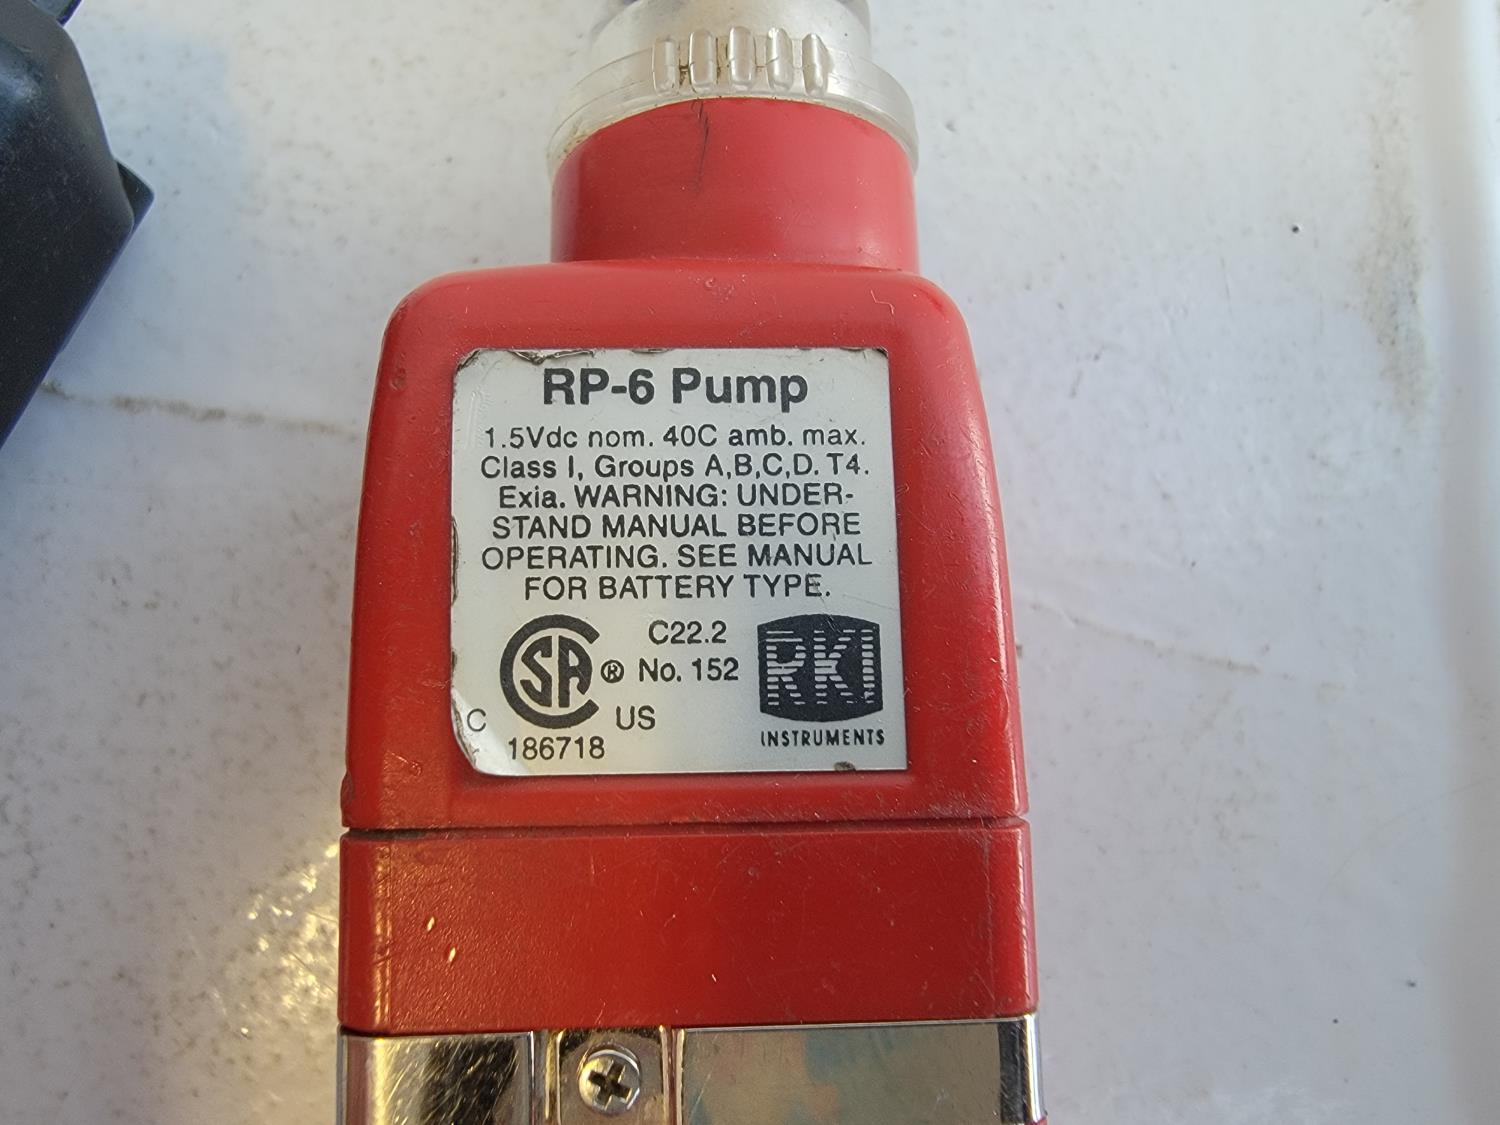 RP-6 Pump
1.5Vdc nom. 40C amb. max.
Class I, Groups A,B,C,D. T4.
Exia. WARNING: UNDER-
STAND MANUAL BEFORE
OPERATING. SEE MANUAL
FOR BATTERY TYPE.
C22.2
SA ® No. 152
RKI
C US
INSTRUMENTS
186718